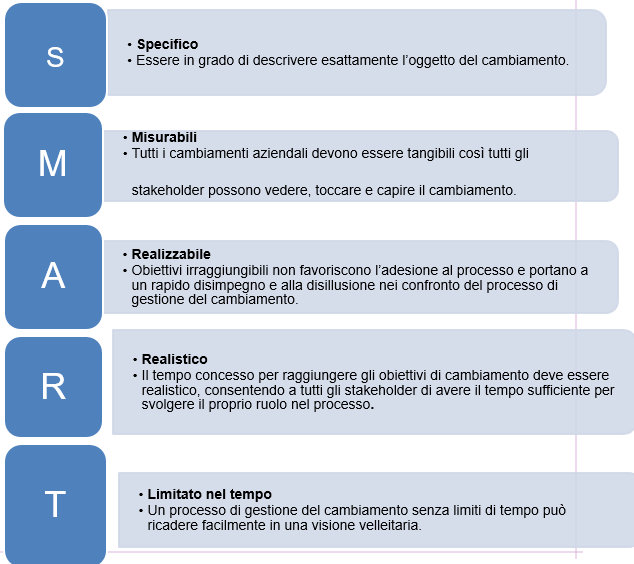 S
• Specifico
• Essere in grado di descrivere esattamente l’oggetto del cambiamento.
M
• Misurabili
• Tutti i cambiamenti aziendali devono essere tangibili così tutti gli
stakeholder possono vedere, toccare e capire il cambiamento.
A
• Realizzabile
• Obiettivi irraggiungibili non favoriscono l’adesione al processo e portano a
un rapido disimpegno e alla disillusione nei confronto del processo di
gestione del cambiamento.
R
• Realistico
• Il tempo concesso per raggiungere gli obiettivi di cambiamento deve essere
realistico, consentendo a tutti gli stakeholder di avere il tempo sufficiente per
svolgere il proprio ruolo nel processo.
T
• Limitato nel tempo
• Un processo di gestione del cambiamento senza limiti di tempo può
ricadere facilmente in una visione velleitaria.